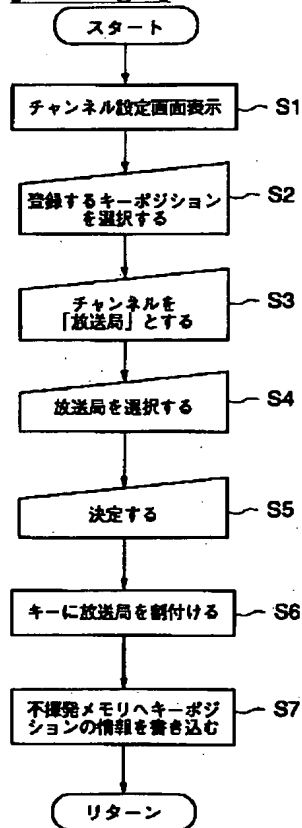 スタート
チャンネル設定画面表示
S1
登録するキーポジション
を選択する
S2
チャンネルを
「放送局」とする
S3
放送局を選択する
S4
決定する
S5
キーに放送局を割付ける
S6
不揮発メモリへキーポジ
ションの情報を書き込む
S7
リターン